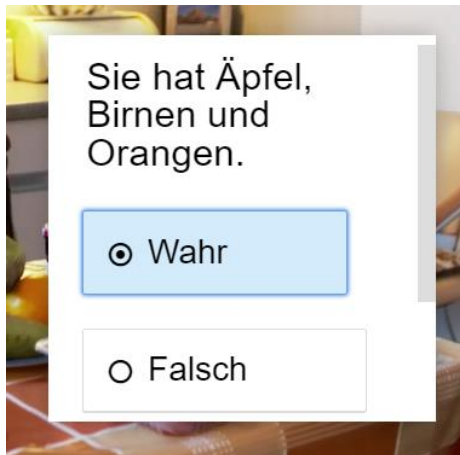 Sie hat Äpfel,
Birnen und
Orangen.
Wahr
Falsch